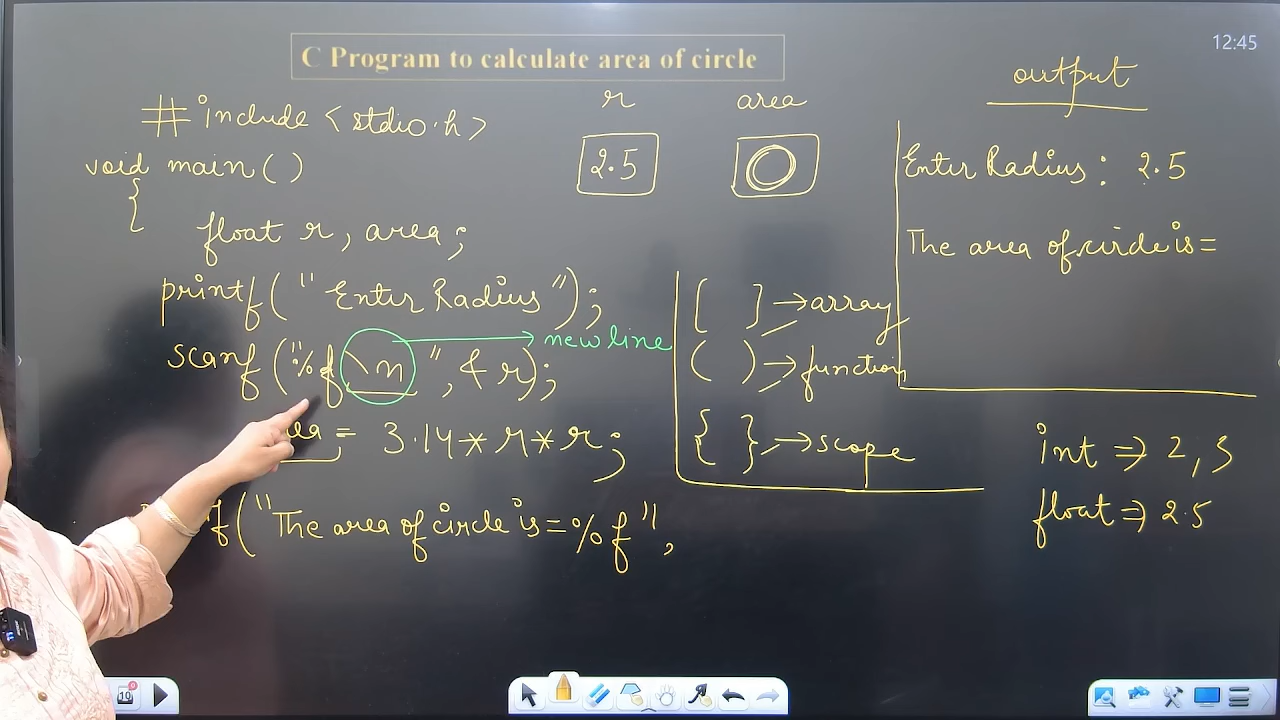 12:45
C Program to calculate area of circle
# include < stdio.h >
void main ( )
{
float r, area ;
printf ( " Enter Radius " ) ;
scanf ( "%f \n ", & r ) ;
new line
= 3.14 * r * r ;
f ( "The area of circle is = % f " ,
r
2.5
area
[ ] → array
( ) → function
{ } → scope
output
Enter Radius : 2.5
The area of circle is =
int ⇒ 2, 3
float ⇒ 2.5
10